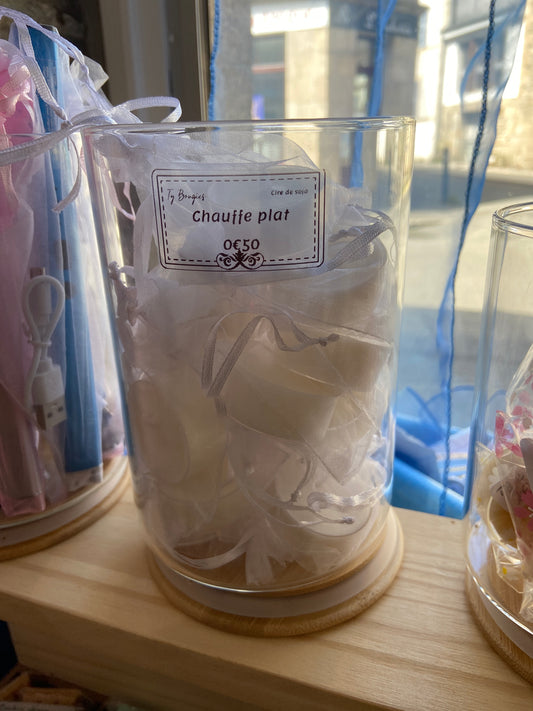 Ty Bougies
Cire de soja
Chauffe plat
0€50